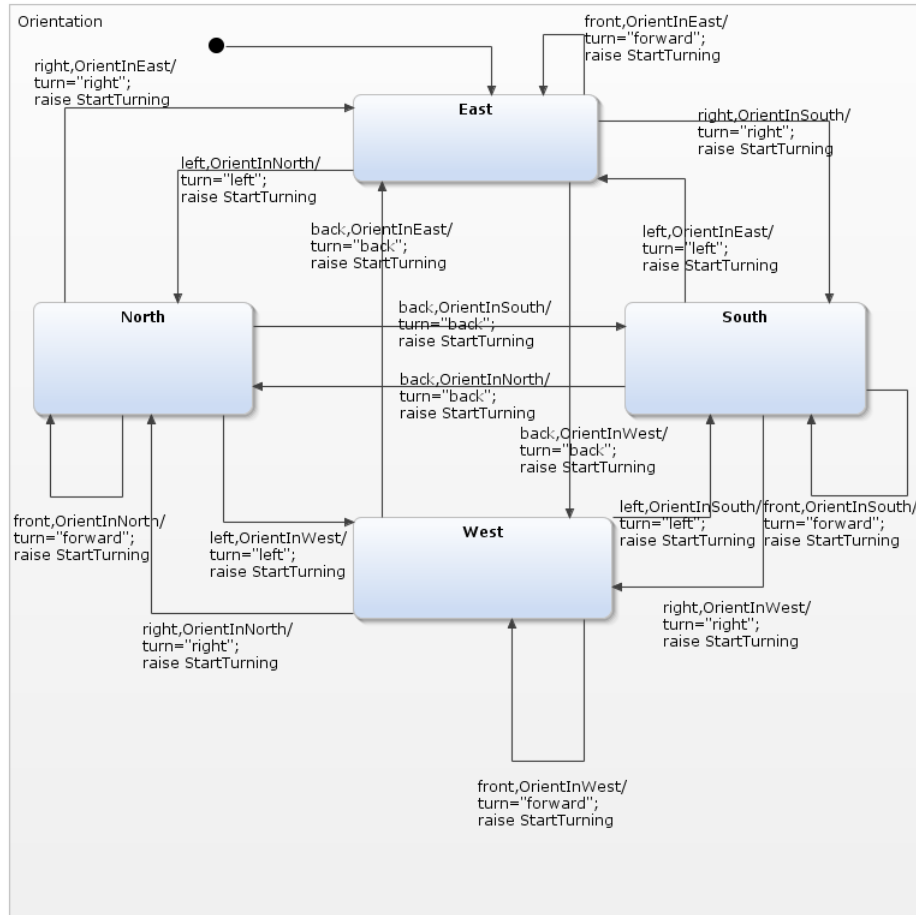 Orientation
front,OrientInEast/
turn="forward";
raise StartTurning
right,OrientInEast/
turn="right";
raise StartTurning
East
right,OrientInSouth/
turn="right";
raise StartTurning
left,OrientInNorth/
turn="left";
raise StartTurning
back,OrientInEast/
turn="back";
raise StartTurning
left,OrientInEast/
turn="left";
raise StartTurning
North
back,OrientInSouth/
turn="back";
raise StartTurning
South
back,OrientInNorth/
turn="back";
raise StartTurning
back,OrientInWest/
turn="back";
raise StartTurning
front,OrientInNorth/
turn="forward";
raise StartTurning
left,OrientInWest/
turn="left";
raise StartTurning
West
left,OrientInSouth/
turn="left";
raise StartTurning
front,OrientInSouth/
turn="forward";
raise StartTurning
right,OrientInNorth/
turn="right";
raise StartTurning
right,OrientInWest/
turn="right";
raise StartTurning
front,OrientInWest/
turn="forward";
raise StartTurning